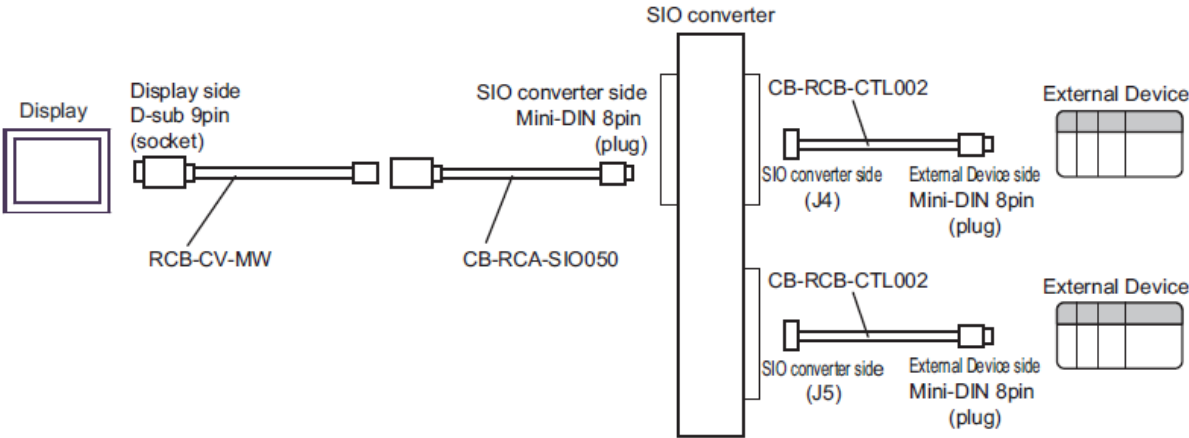 SIO converter
Display
Display side
D-sub 9pin
(socket)
RCB-CV-MW
SIO converter side
Mini-DIN 8pin
(plug)
CB-RCA-SIO050
CB-RCB-CTL002
SIO converter side
(J4)
External Device side
Mini-DIN 8pin
(plug)
External Device
CB-RCB-CTL002
SIO converter side
(J5)
External Device side
Mini-DIN 8pin
(plug)
External Device